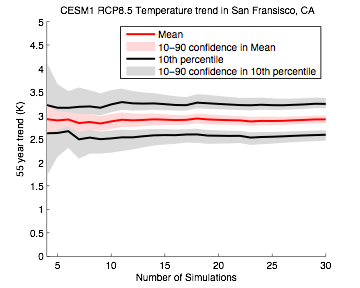 CESM1 RCP8.5 Temperature trend in San Fransisco, CA
5
4.5
4
3.5
3
2.5
2
1.5
1
0.5
0
55 year trend (K)
Mean
10-90 confidence in Mean
10th percentile
10-90 confidence in 10th percentile
5 10 15 20 25 30
Number of Simulations